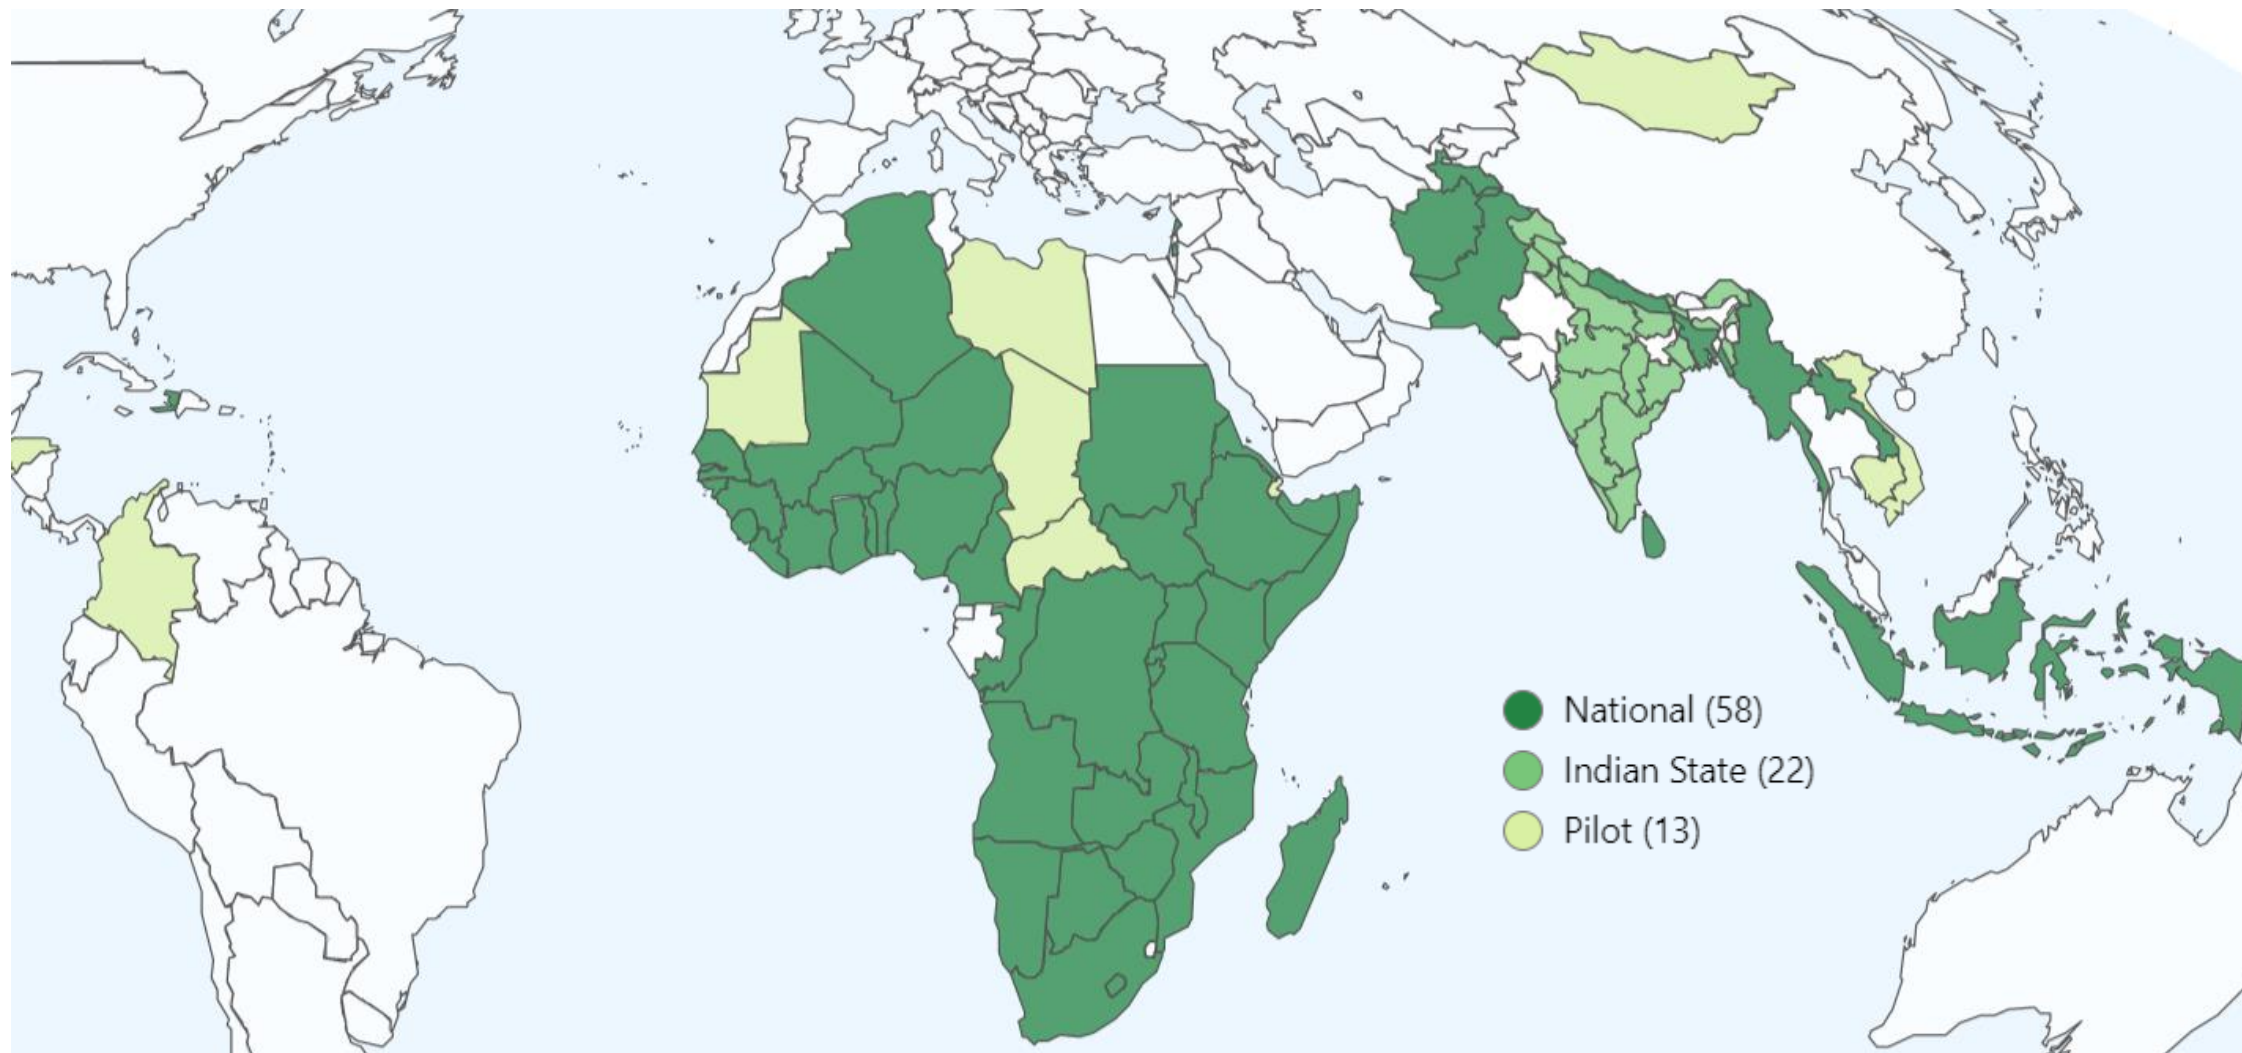 National (58)
Indian State (22)
Pilot (13)